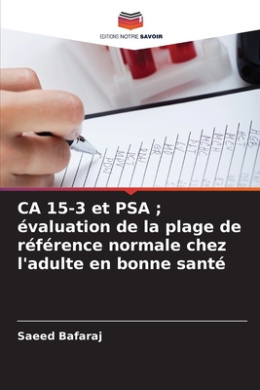 EDITIONS NOTRE SAVOIR
CA 15-3 et PSA ;
évaluation de la plage de
référence normale chez
l'adulte en bonne santé
Saeed Bafaraj